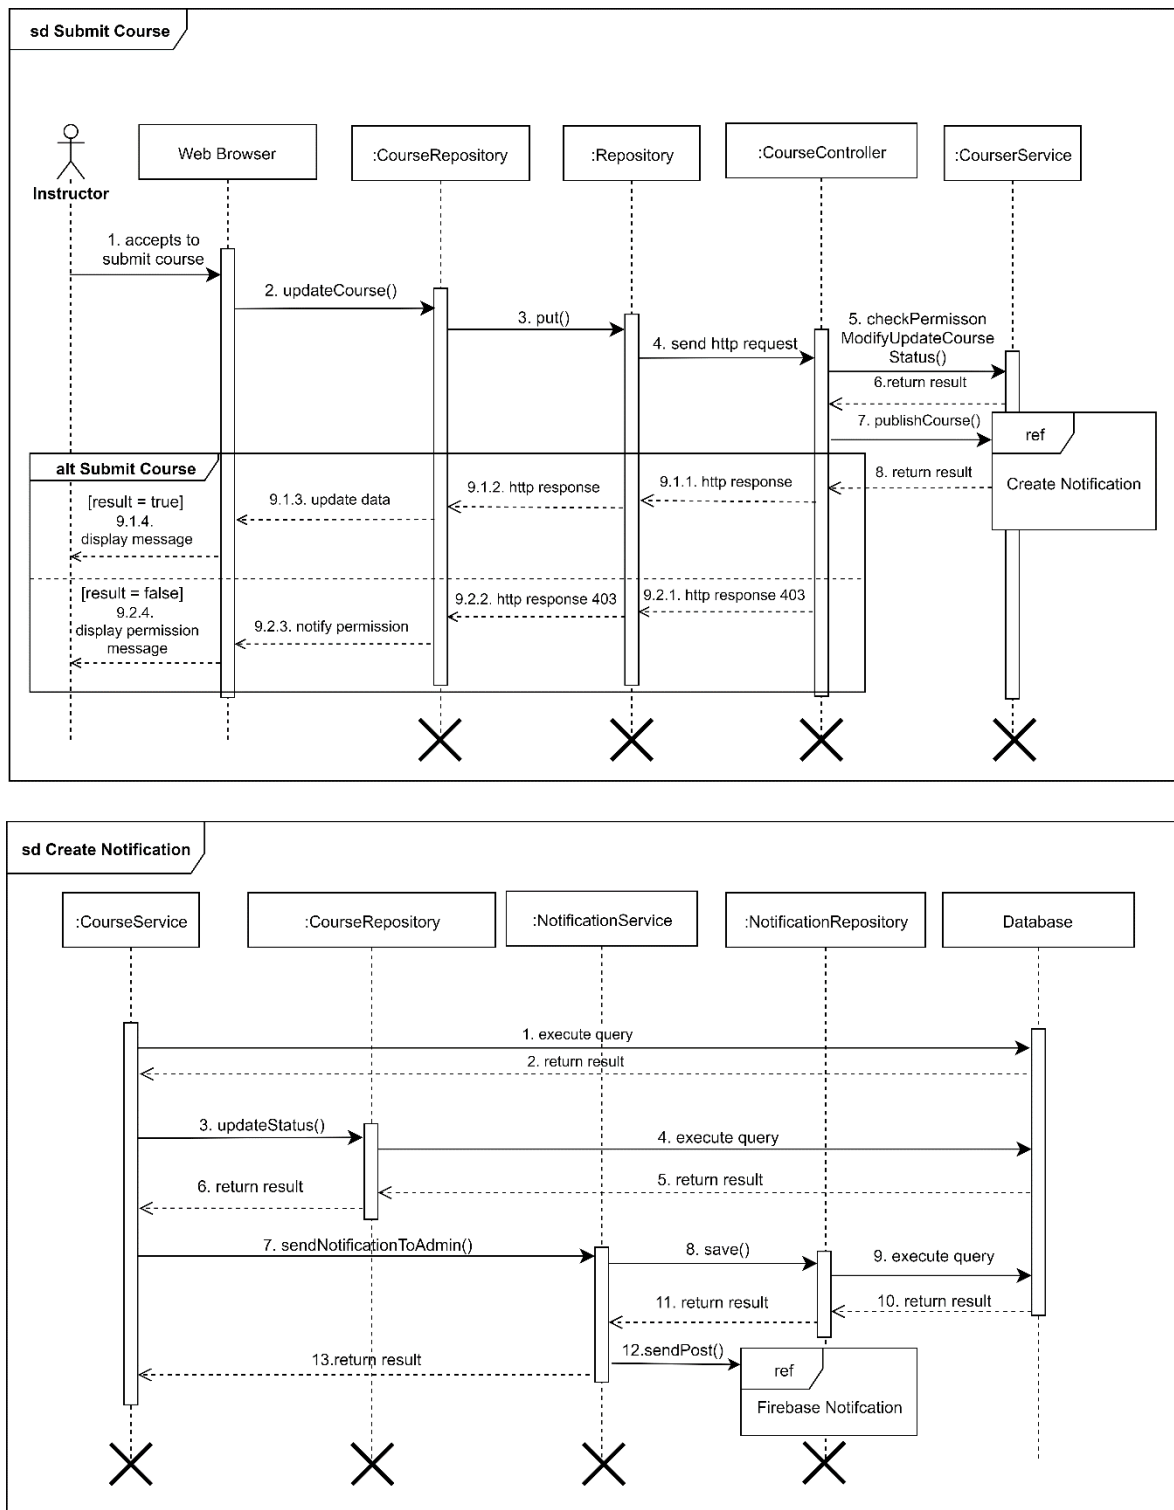 sd Submit Course
Instructor
Web Browser
:CourseRepository
:Repository
:CourseController
:CourserService
1. accepts to
submit course
2. updateCourse()
3. put()
4. send http request
5. checkPermisson
ModifyUpdateCourse
Status()
6.return result
7. publishCourse()
ref
Create Notification
8. return result
alt Submit Course
[result = true]
9.1.4.
display message
9.1.3. update data
9.1.2. http response
9.1.1. http response
[result = false]
9.2.4.
display permission
message
9.2.3. notify permission
9.2.2. http response 403
9.2.1. http response 403
sd Create Notification
:CourseService
:CourseRepository
:NotificationService
:NotificationRepository
Database
1. execute query
2. return result
3. updateStatus()
4. execute query
5. return result
6. return result
7. sendNotificationToAdmin()
8. save()
9. execute query
10. return result
11. return result
12.sendPost()
13.return result
ref
Firebase Notifcation